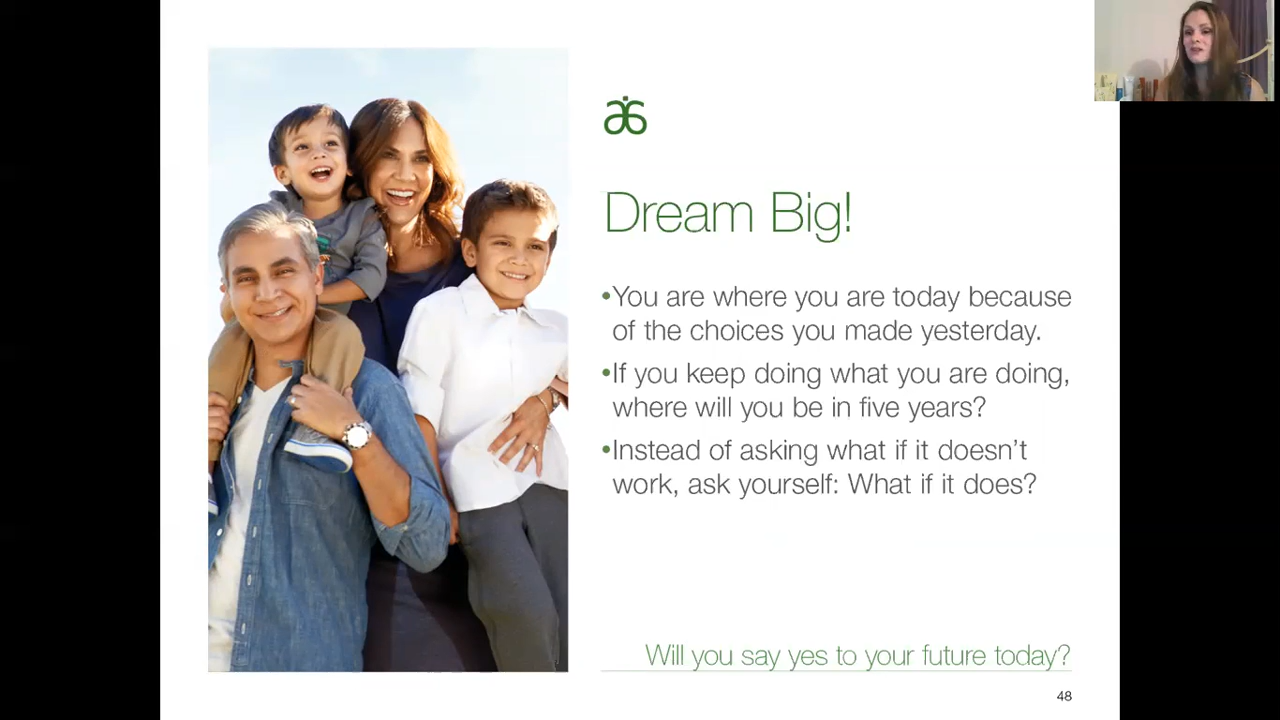 Dream Big!
•You are where you are today because
of the choices you made yesterday.
•If you keep doing what you are doing,
where will you be in five years?
•Instead of asking what if it doesn’t
work, ask yourself: What if it does?
Will you say yes to your future today?
48